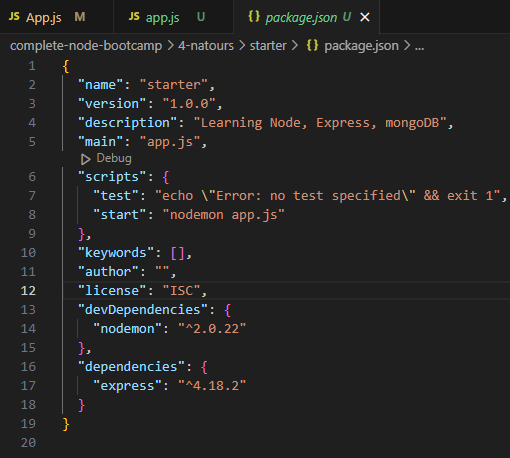 JS App.js M JS app.js U {} package.json U ×
complete-node-bootcamp > 4-natours > starter > {} package.json > ...
1 {
2 "name": "starter",
3 "version": "1.0.0",
4 "description": "Learning Node, Express, mongoDB",
5 "main": "app.js",
Debug
6 "scripts": {
7 "test": "echo \"Error: no test specified\" && exit 1",
8 "start": "nodemon app.js"
9 },
10 "keywords": [],
11 "author": "",
12 "license": "ISC",
13 "devDependencies": {
14 "nodemon": "^2.0.22"
15 },
16 "dependencies": {
17 "express": "^4.18.2"
18 }
19 }
20